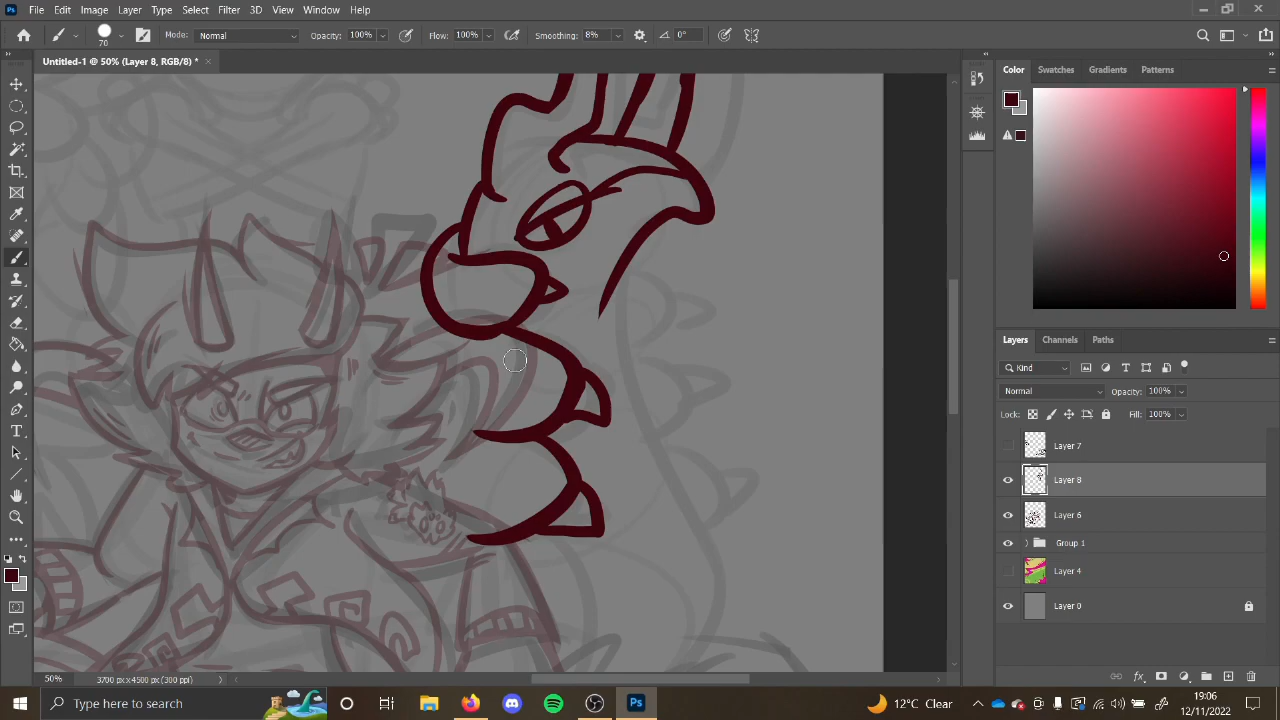 Ps File Edit Image Layer Type Select Filter 3D View Window Help
70 Mode: Normal Opacity: 100% Flow: 100% Smoothing: 8% 0°
Untitled-1 @ 50% (Layer 8, RGB/8) * ×
Color Swatches Gradients Patterns
Layers Channels Paths
Kind
Normal Opacity: 100%
Lock: Fill: 100%
Layer 7
Layer 8
Layer 6
Group 1
Layer 4
Layer 0
50% 3700 px x 4500 px (300 ppi)
Type here to search
Ps
12°C Clear
19:06
12/11/2022